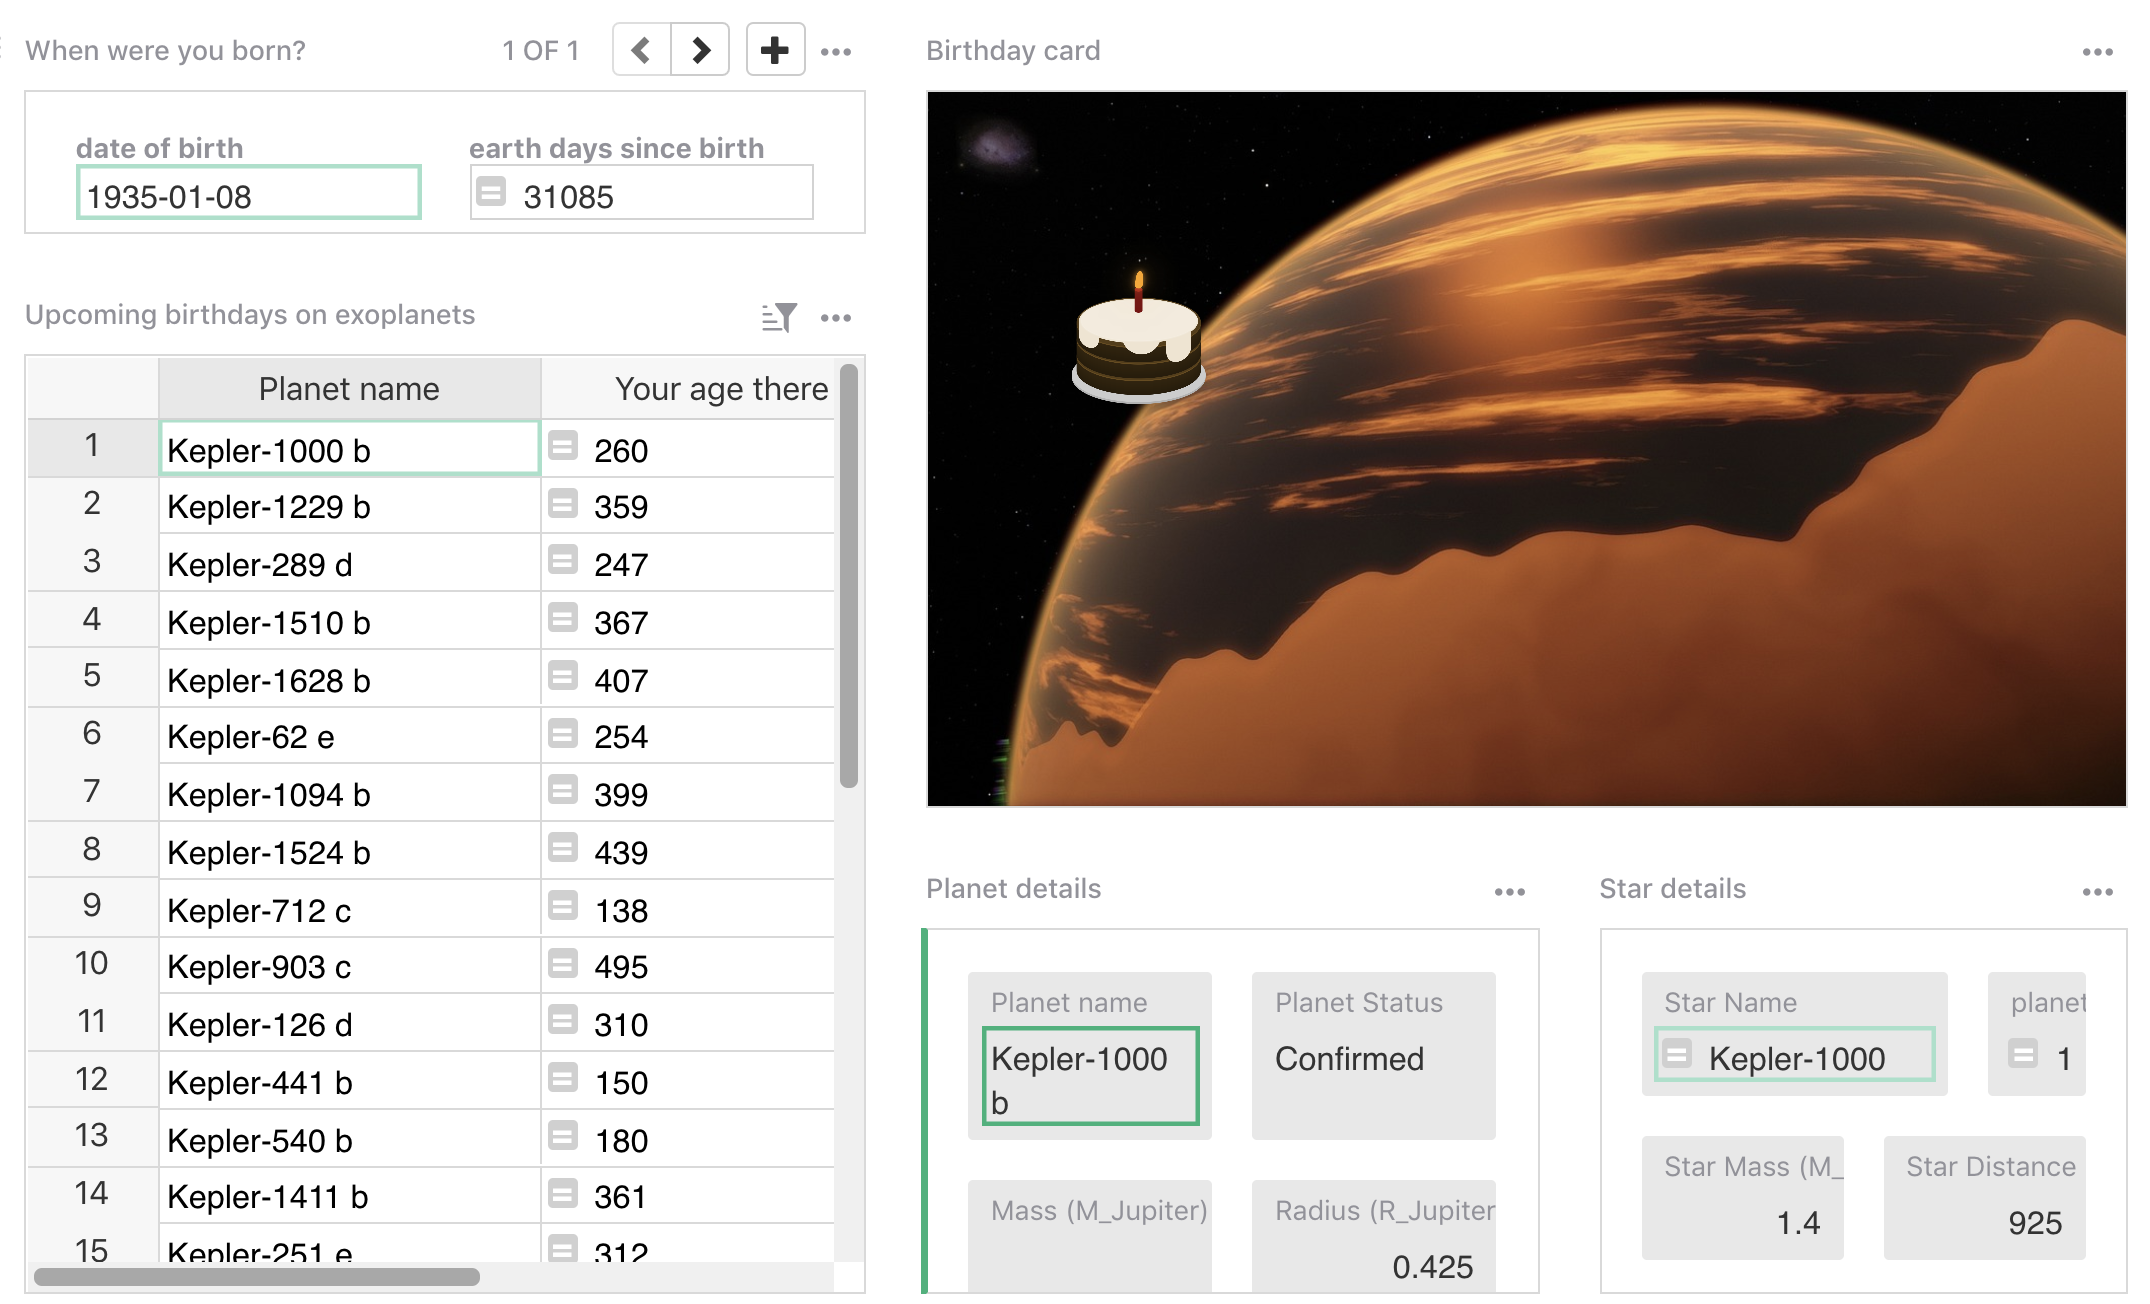 When were you born?
1 OF 1
date of birth
earth days since birth
1935-01-08
31085
Upcoming birthdays on exoplanets
Planet name Your age there
1 Kepler-1000 b 260
2 Kepler-1229 b 359
3 Kepler-289 d 247
4 Kepler-1510 b 367
5 Kepler-1628 b 407
6 Kepler-62 e 254
7 Kepler-1094 b 399
8 Kepler-1524 b 439
9 Kepler-712 c 138
10 Kepler-903 c 495
11 Kepler-126 d 310
12 Kepler-441 b 150
13 Kepler-540 b 180
14 Kepler-1411 b 361
15 Kepler-251 e 312
Birthday card
Planet details
Planet name
Kepler-1000
b
Planet Status
Confirmed
Mass (M_Jupiter)
Radius (R_Jupiter
0.425
Star details
Star Name
Kepler-1000
planet
1
Star Mass (M_
1.4
Star Distance
925